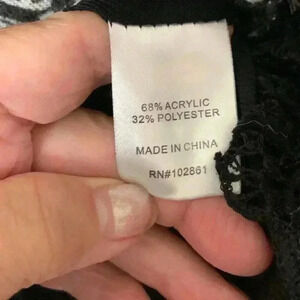 68% ACRYLIC
32% POLYESTER
MADE IN CHINA
RN#102861